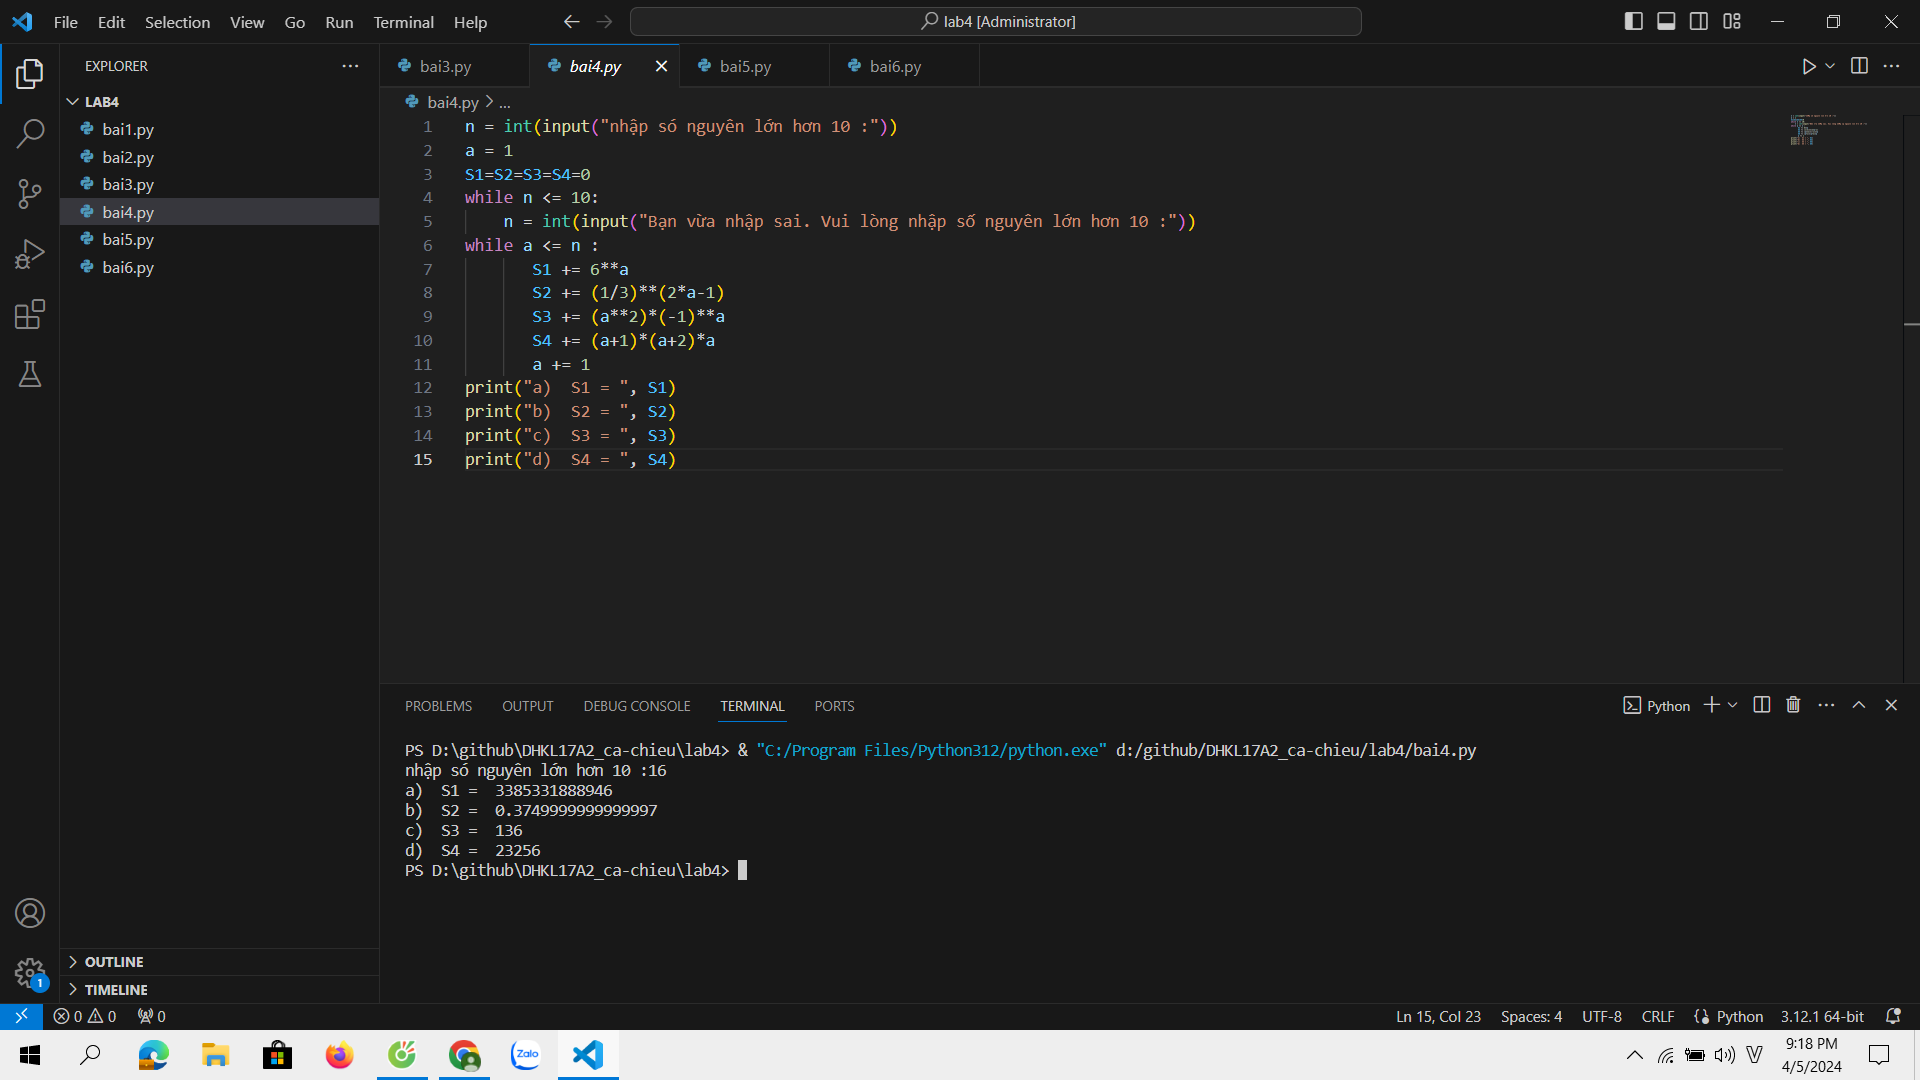 File Edit Selection View Go Run Terminal Help
lab4 [Administrator]
EXPLORER
LAB4
bai1.py
bai2.py
bai3.py
bai4.py
bai5.py
bai6.py
OUTLINE
TIMELINE
bai3.py
bai4.py
bai5.py
bai6.py
bai4.py > ...
1 n = int(input("nhập só nguyên lớn hơn 10 :"))
2 a = 1
3 S1=S2=S3=S4=0
4 while n <= 10:
5 n = int(input("Bạn vừa nhập sai. Vui lòng nhập số nguyên lớn hơn 10 :"))
6 while a <= n :
7 S1 += 6**a
8 S2 += (1/3)**(2*a-1)
9 S3 += (a**2)*(-1)**a
10 S4 += (a+1)*(a+2)*a
11 a += 1
12 print("a)  S1 = ", S1)
13 print("b)  S2 = ", S2)
14 print("c)  S3 = ", S3)
15 print("d)  S4 = ", S4)
PROBLEMS OUTPUT DEBUG CONSOLE TERMINAL PORTS
Python
PS D:\github\DHKL17A2_ca-chieu\lab4> & "C:/Program Files/Python312/python.exe" d:/github/DHKL17A2_ca-chieu/lab4/bai4.py
nhập só nguyên lớn hơn 10 :16
a)  S1 =  3385331888946
b)  S2 =  0.3749999999999997
c)  S3 =  136
d)  S4 =  23256
PS D:\github\DHKL17A2_ca-chieu\lab4>
1
0 0 0
Ln 15, Col 23 Spaces: 4 UTF-8 CRLF Python 3.12.1 64-bit
Zalo
V
9:18 PM
4/5/2024